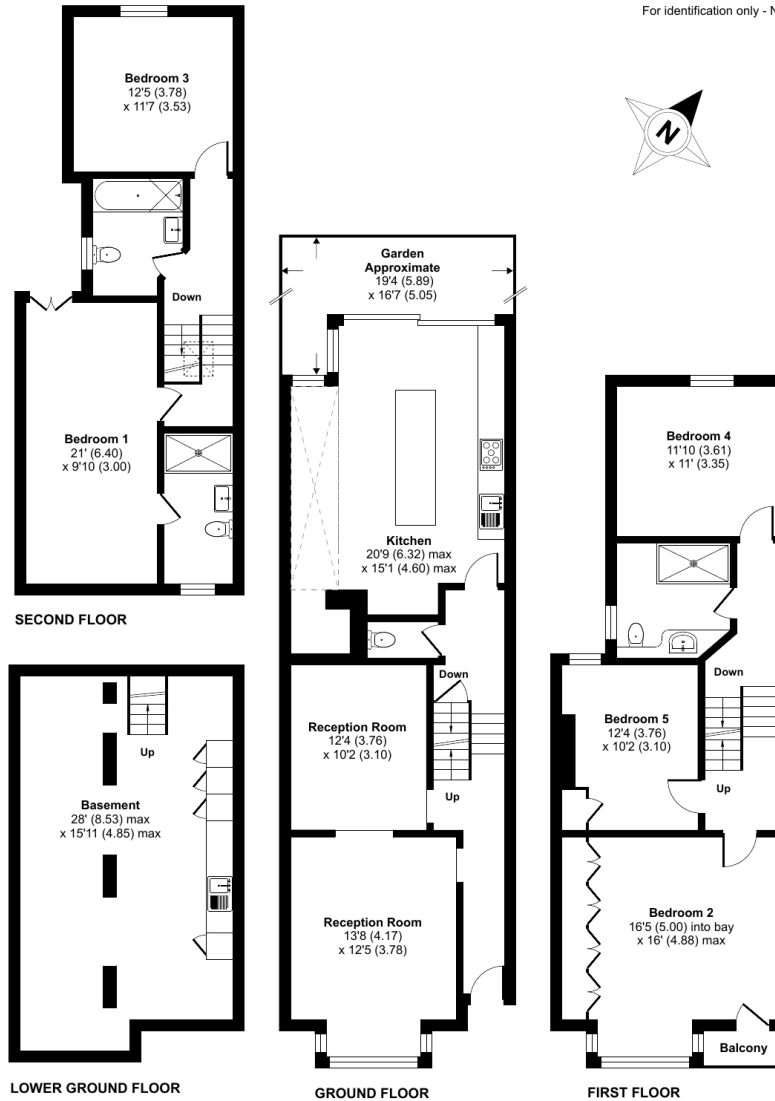 For identification only - N
Bedroom 3
12'5 (3.78)
x 11'7 (3.53)
N
Down
Bedroom 1
21' (6.40)
x 9'10 (3.00)
SECOND FLOOR
Garden
Approximate
19'4 (5.89)
x 16'7 (5.05)
Kitchen
20'9 (6.32) max
x 15'1 (4.60) max
Down
Reception Room
12'4 (3.76)
x 10'2 (3.10)
Up
Reception Room
13'8 (4.17)
x 12'5 (3.78)
GROUND FLOOR
Up
Basement
28' (8.53) max
x 15'11 (4.85) max
LOWER GROUND FLOOR
Bedroom 4
11'10 (3.61)
x 11' (3.35)
Down
Bedroom 5
12'4 (3.76)
x 10'2 (3.10)
Up
Bedroom 2
16'5 (5.00) into bay
x 16' (4.88) max
Balcony
FIRST FLOOR